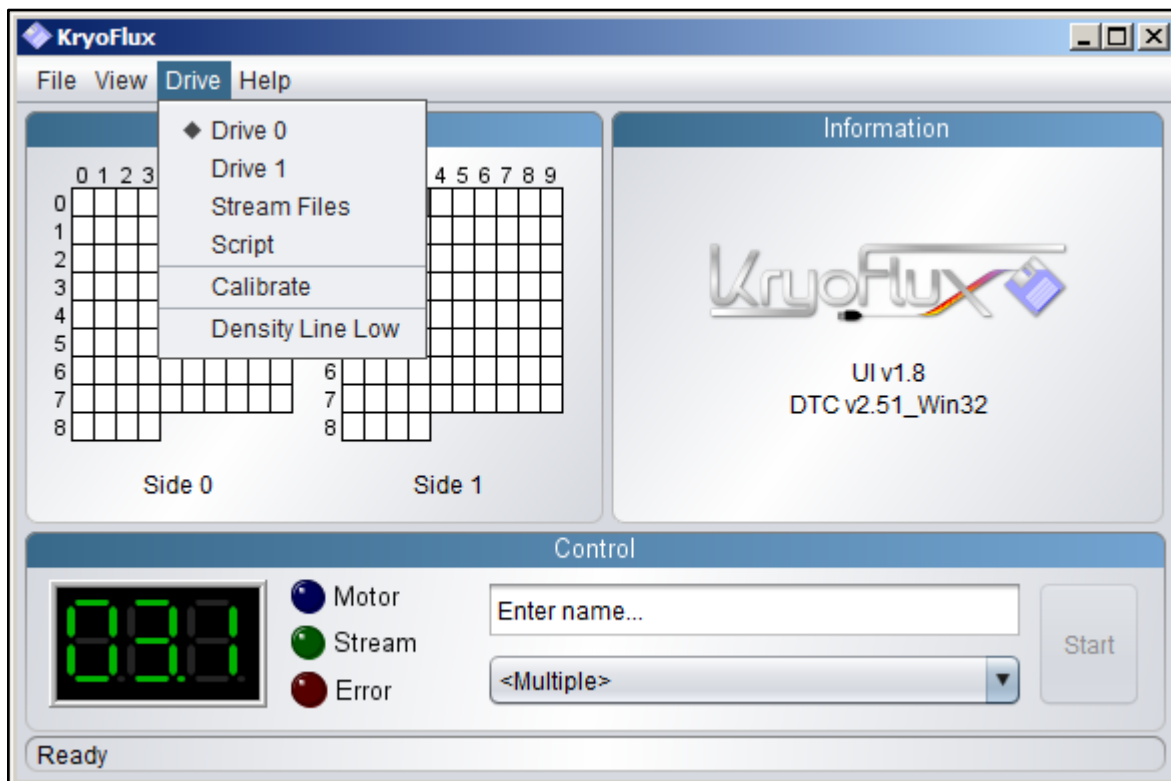 KryoFlux
File View Drive Help
Drive 0
Drive 1
Stream Files
Script
Calibrate
Density Line Low
0 1 2 3
0
1
2
3
4
5
6
7
8
Side 0
4 5 6 7 8 9
6
7
8
Side 1
Information
KryoFlux
UI v1.8
DTC v2.51_Win32
Control
03.1
Motor
Stream
Error
Enter name...
<Multiple>
Start
Ready